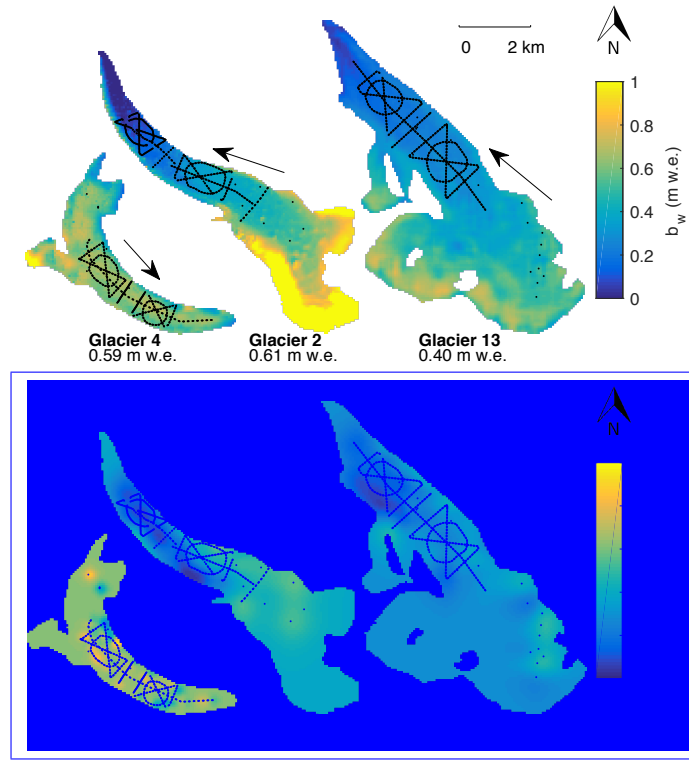 0 2 km
N
1
0.8
0.6
0.4
0.2
0
b_w (m w.e.)
Glacier 4
0.59 m w.e.
Glacier 2
0.61 m w.e.
Glacier 13
0.40 m w.e.
N